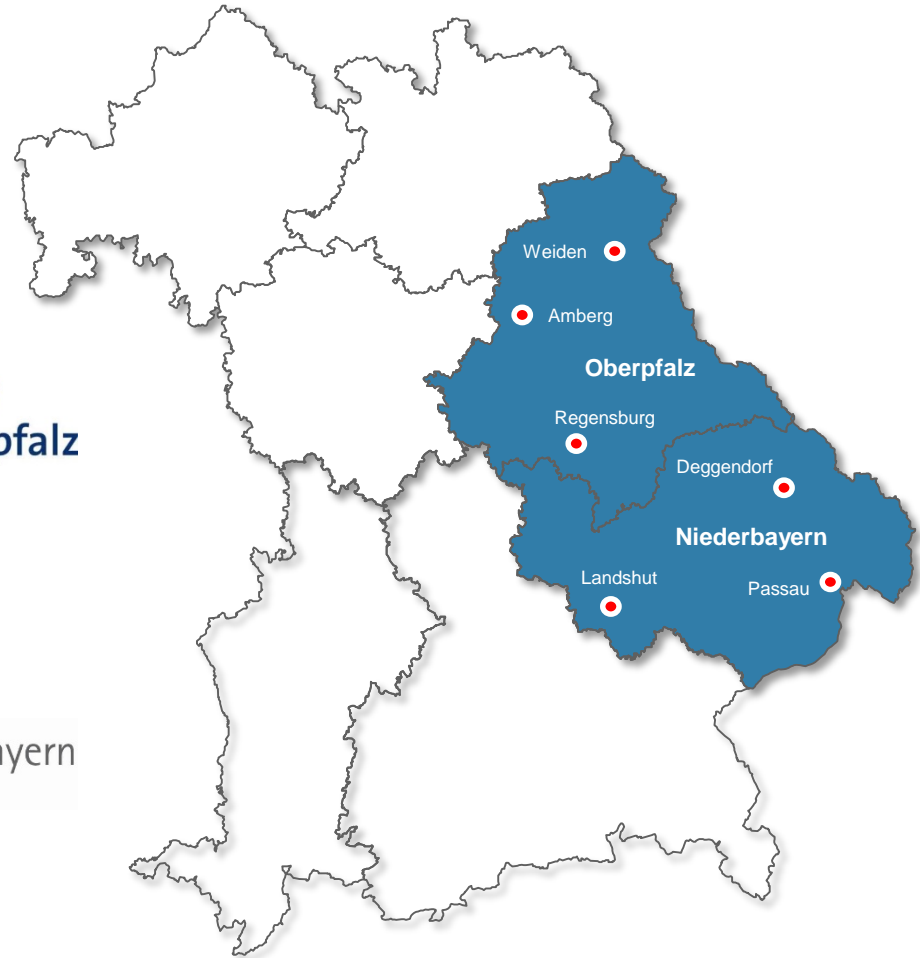 Weiden
Amberg
Oberpfalz
pfalz
Regensburg
Deggendorf
Niederbayern
Landshut
Passau
ayern